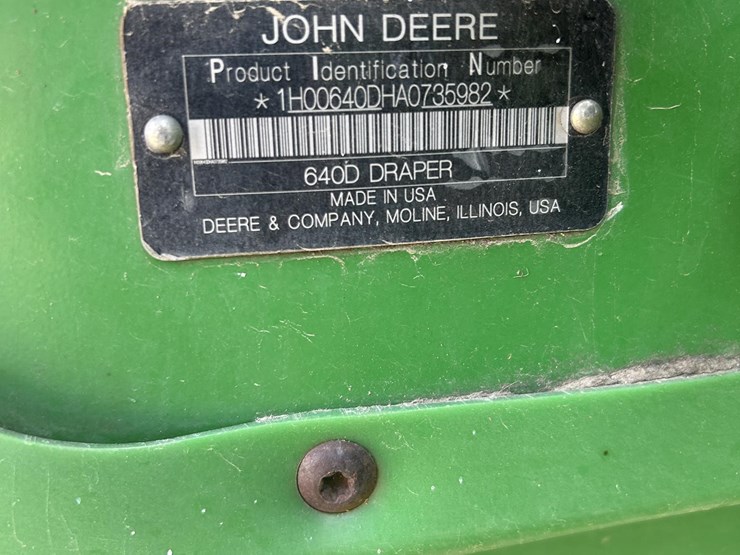 JOHN DEERE
Product Identification Number
*1H00640DHA0735982*
640D DRAPER
MADE IN USA
DEERE & COMPANY, MOLINE, ILLINOIS, USA